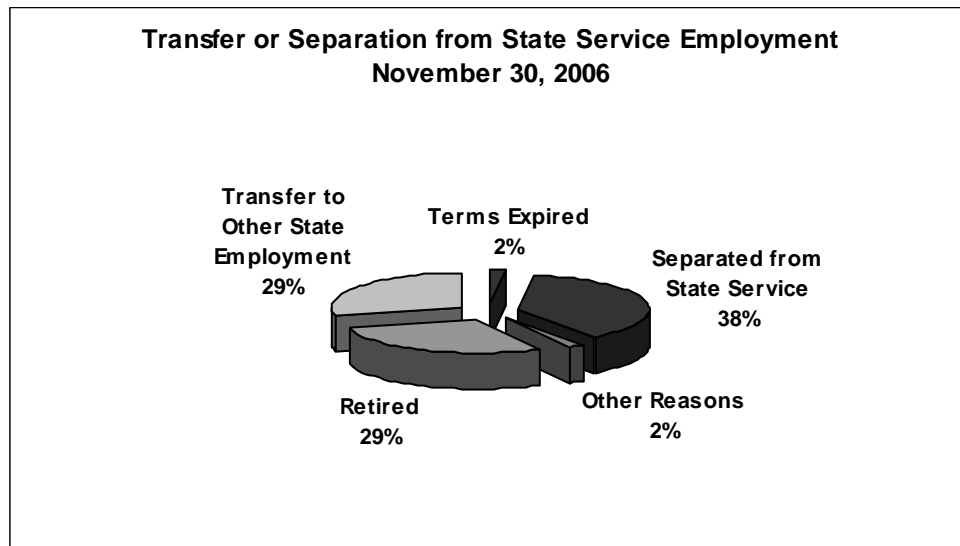 Transfer or Separation from State Service Employment
November 30, 2006
Transfer to
Other State
Employment
29%
Terms Expired
2%
Separated from
State Service
38%
Other Reasons
2%
Retired
29%